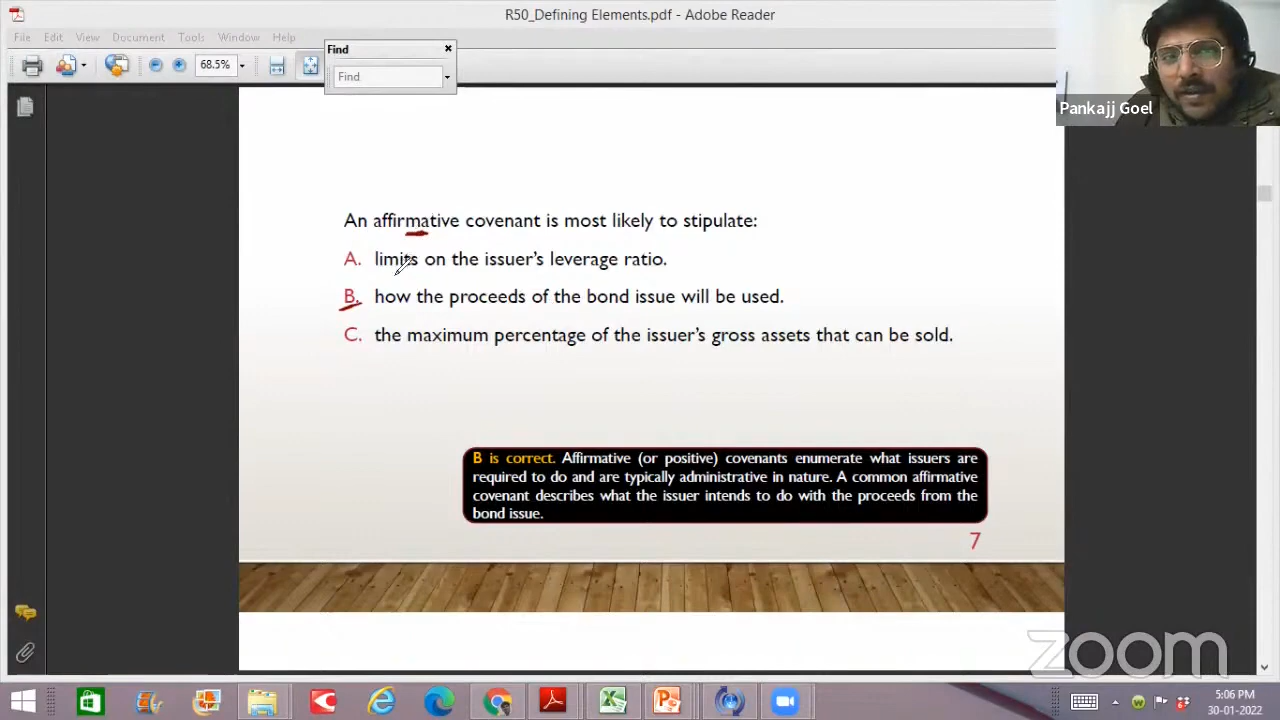 R50_Defining Elements.pdf - Adobe Reader
File Edit View Document Tools Window Help
Find
68.5%
Find
Pankajj Goel
An affirmative covenant is most likely to stipulate:
A. limits on the issuer's leverage ratio.
B. how the proceeds of the bond issue will be used.
C. the maximum percentage of the issuer's gross assets that can be sold.
B is correct. Affirmative (or positive) covenants enumerate what issuers are
required to do and are typically administrative in nature. A common affirmative
covenant describes what the issuer intends to do with the proceeds from the
bond issue.
7
zoom
5:06 PM
30-01-2022